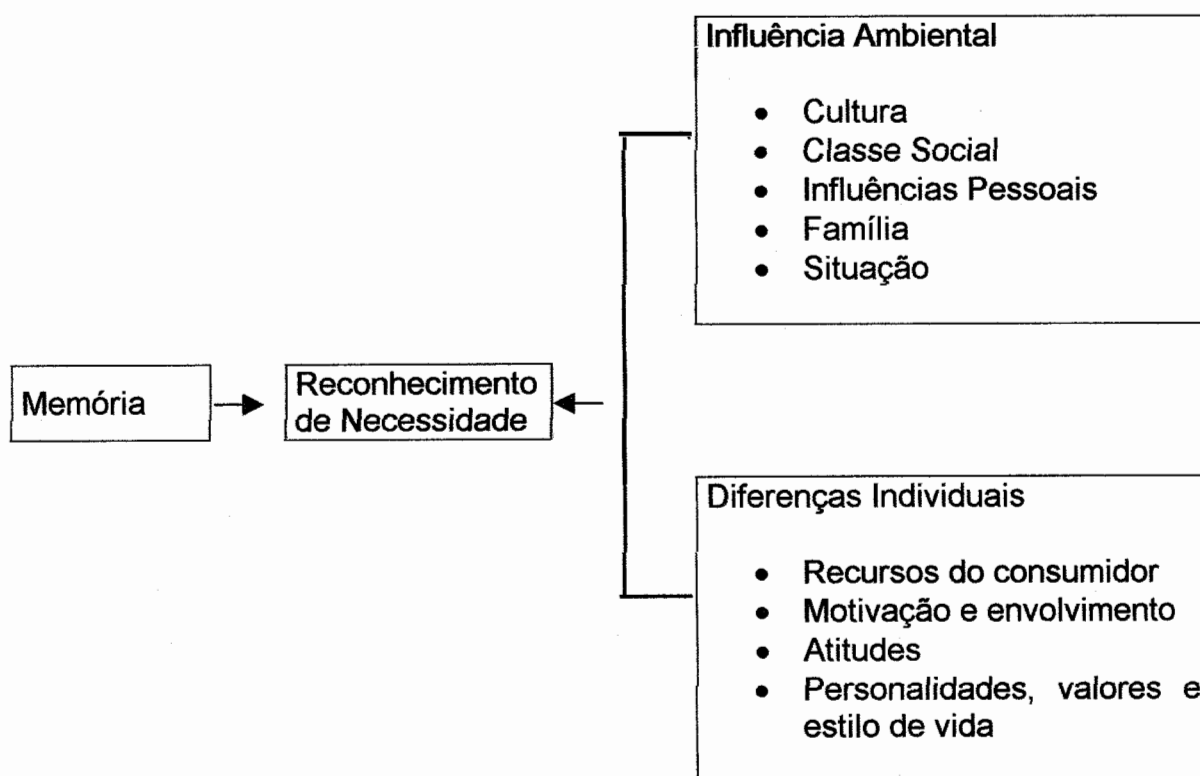 Influência Ambiental
• Cultura
• Classe Social
• Influências Pessoais
• Família
• Situação
Memória
Reconhecimento
de Necessidade
Diferenças Individuais
• Recursos do consumidor
• Motivação e envolvimento
• Atitudes
• Personalidades, valores e
estilo de vida